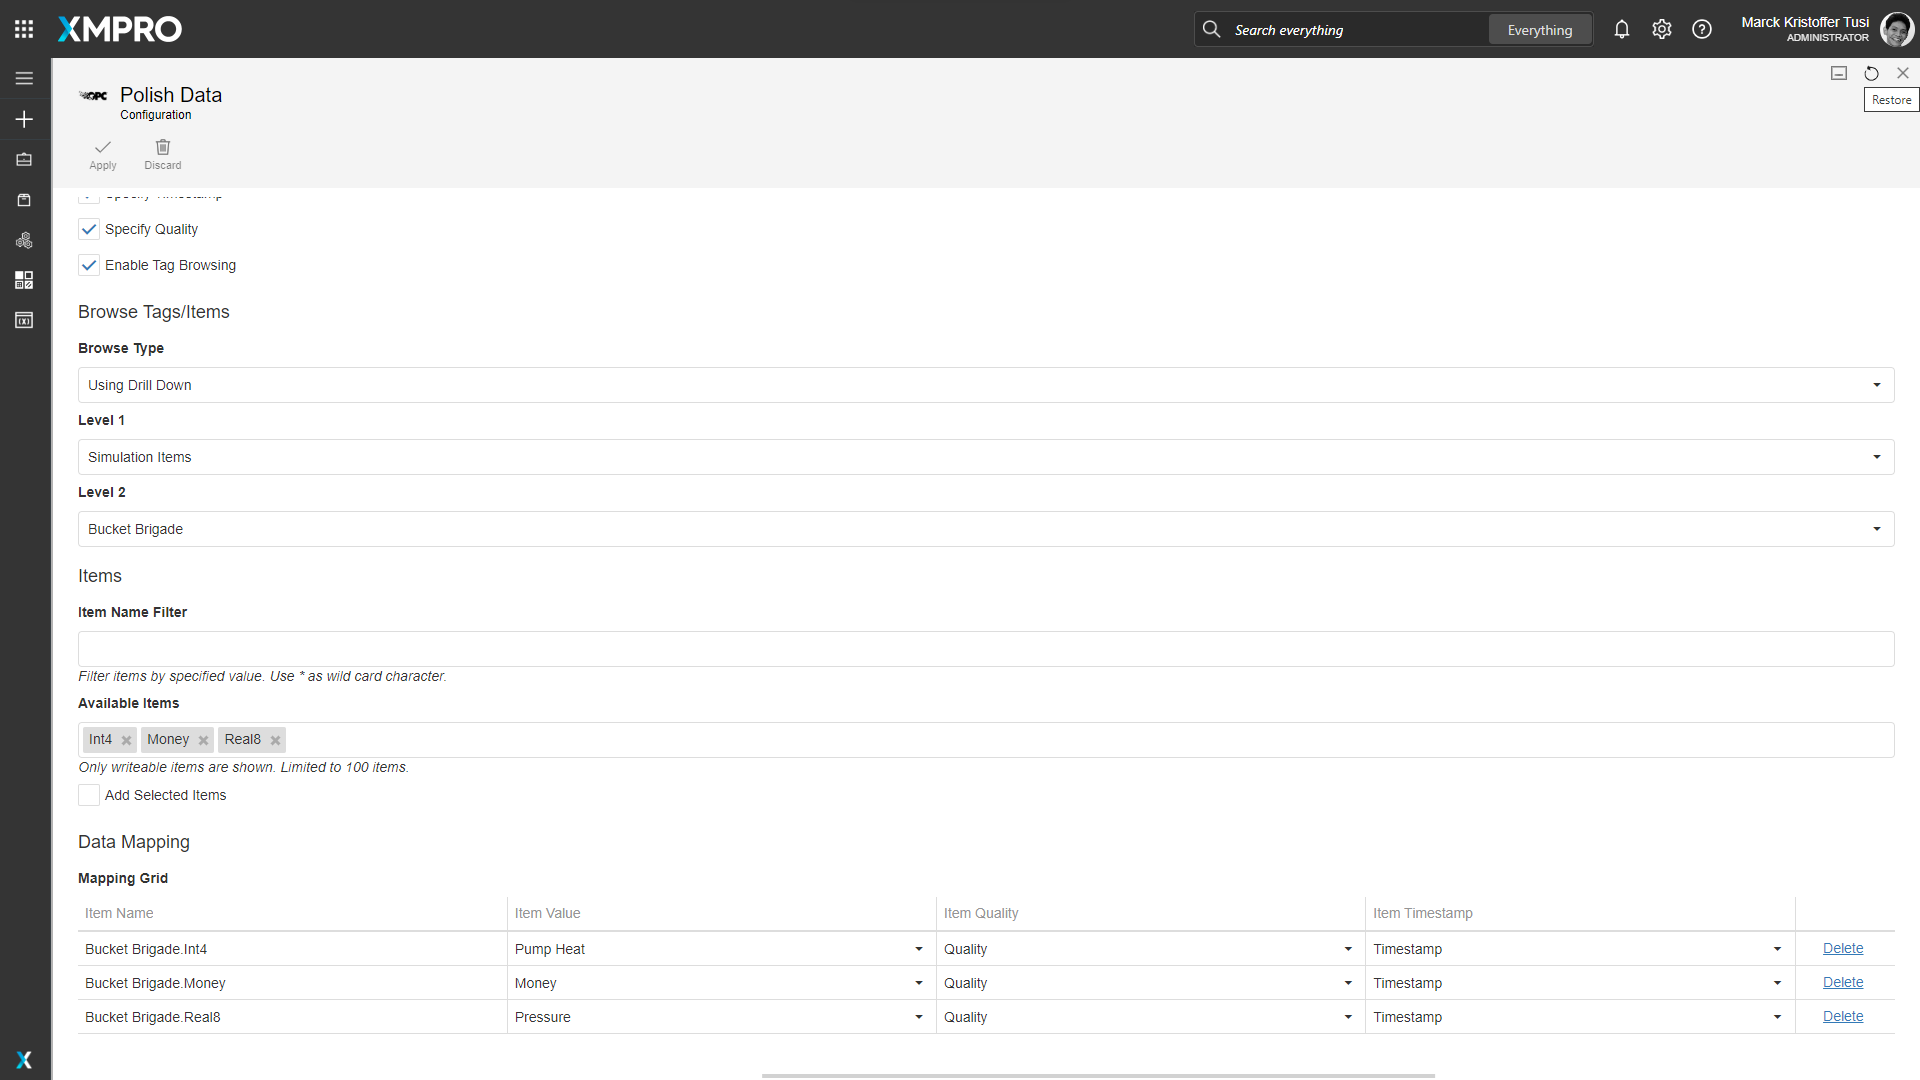 XMPRO
Search everything
Everything
Marck Kristoffer Tusi
ADMINISTRATOR
OPC
Polish Data
Configuration
Restore
Apply
Discard
Specify Timestamp
Specify Quality
Enable Tag Browsing
Browse Tags/Items
Browse Type
Using Drill Down
Level 1
Simulation Items
Level 2
Bucket Brigade
Items
Item Name Filter
Filter items by specified value. Use * as wild card character.
Available Items
Int4 Money Real8
Only writeable items are shown. Limited to 100 items.
Add Selected Items
Data Mapping
Mapping Grid
Item Name Item Value Item Quality Item Timestamp
Bucket Brigade.Int4 Pump Heat Quality Timestamp Delete
Bucket Brigade.Money Money Quality Timestamp Delete
Bucket Brigade.Real8 Pressure Quality Timestamp Delete